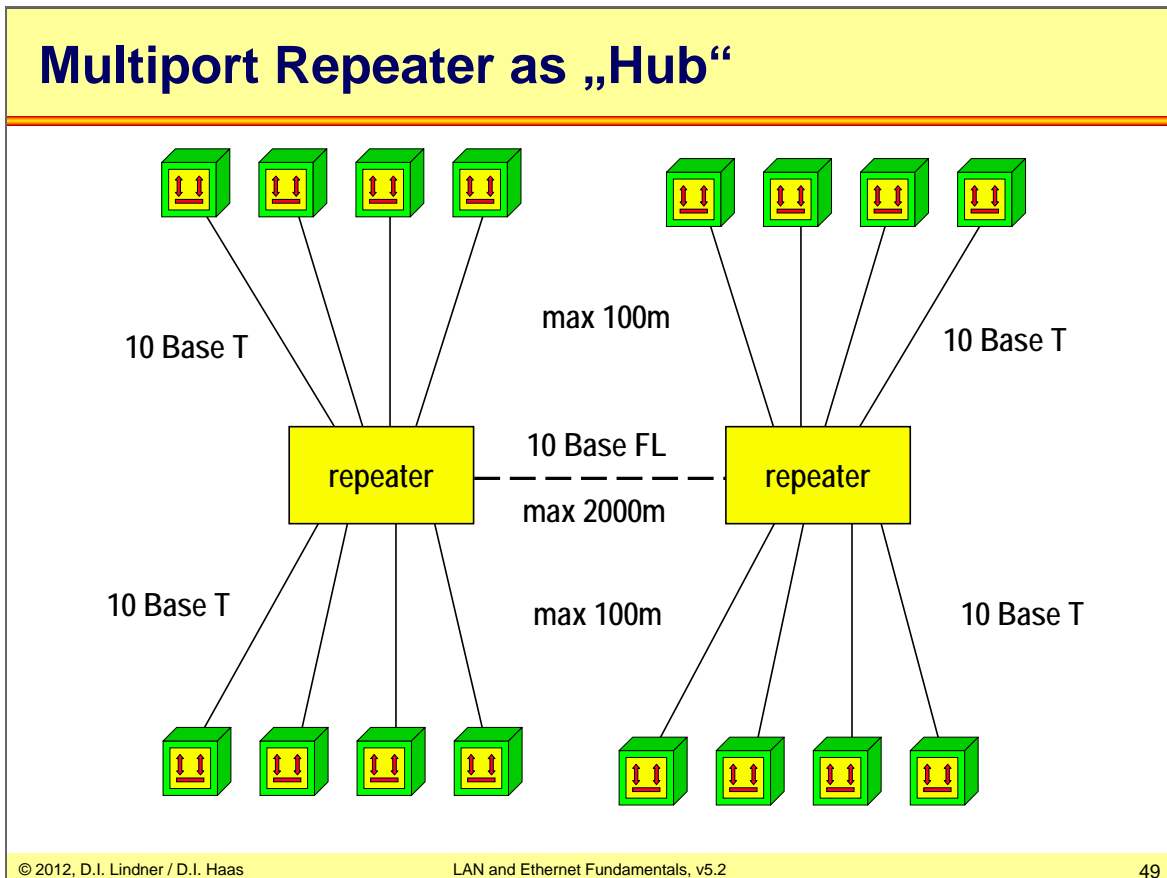 Multiport Repeater as „Hub“
max 100m
10 Base T
10 Base T
10 Base FL
repeater
repeater
max 2000m
10 Base T
max 100m
10 Base T
© 2012, D.I. Lindner / D.I. Haas
LAN and Ethernet Fundamentals, v5.2
49